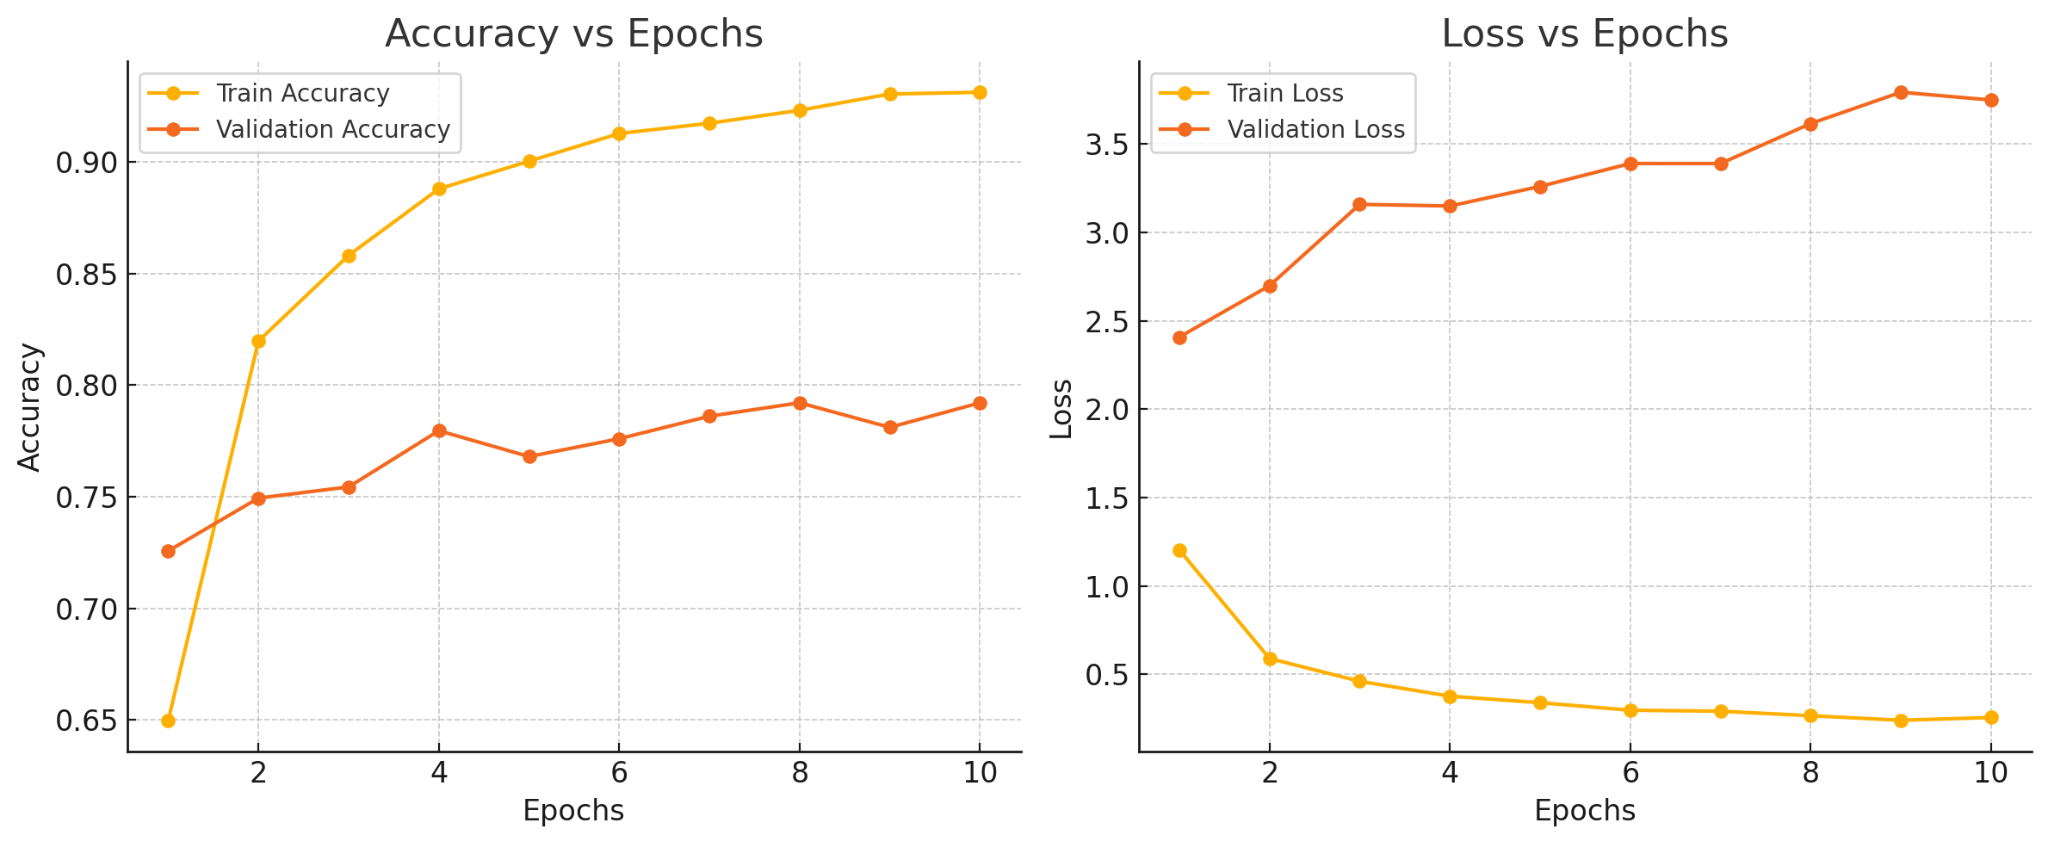 Accuracy vs Epochs
Train Accuracy
Validation Accuracy
0.90
0.85
0.80
0.75
0.70
0.65
Accuracy
2 4 6 8 10
Epochs
Loss vs Epochs
Train Loss
Validation Loss
3.5
3.0
2.5
2.0
1.5
1.0
0.5
Loss
2 4 6 8 10
Epochs